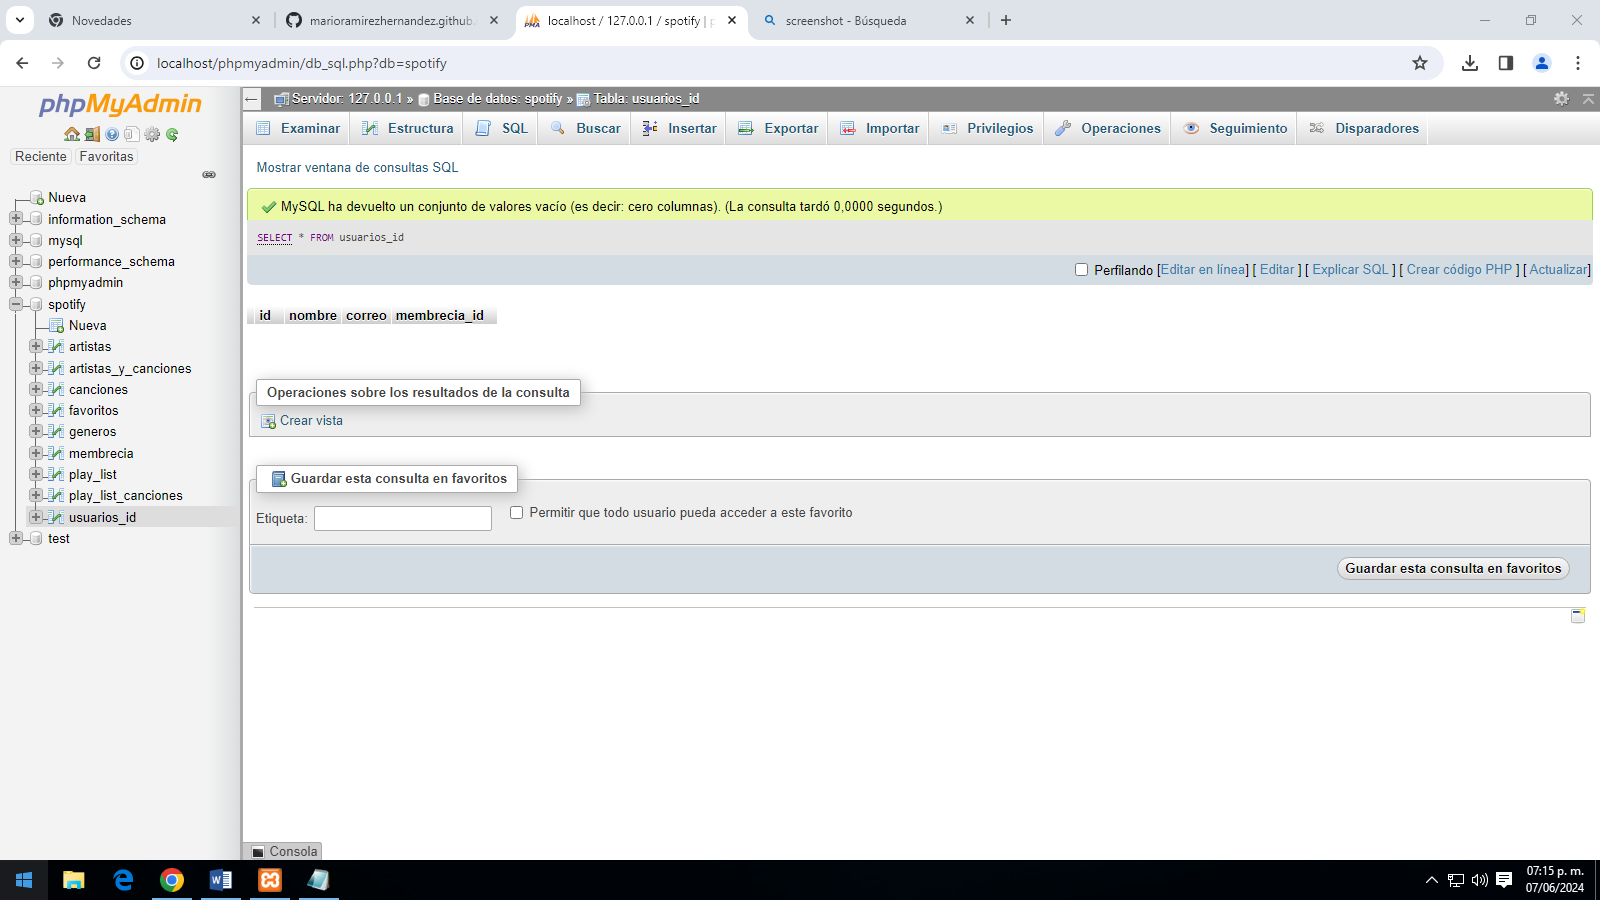 Novedades
marioramirezhernandez.github.
localhost / 127.0.0.1 / spotify | p
screenshot - Búsqueda
localhost/phpmyadmin/db_sql.php?db=spotify
phpMyAdmin
Reciente
Favoritas
Nueva
information_schema
mysql
performance_schema
phpmyadmin
spotify
Nueva
artistas
artistas_y_canciones
canciones
favoritos
generos
membrecia
play_list
play_list_canciones
usuarios_id
test
Servidor: 127.0.0.1 » Base de datos: spotify » Tabla: usuarios_id
Examinar Estructura SQL Buscar Insertar Exportar Importar Privilegios Operaciones Seguimiento Disparadores
Mostrar ventana de consultas SQL
MySQL ha devuelto un conjunto de valores vacío (es decir: cero columnas). (La consulta tardó 0,0000 segundos.)
SELECT * FROM usuarios_id
Perfilando [Editar en línea] [ Editar ] [ Explicar SQL ] [ Crear código PHP ] [ Actualizar]
id nombre correo membrecia_id
Operaciones sobre los resultados de la consulta
Crear vista
Guardar esta consulta en favoritos
Etiqueta:
Permitir que todo usuario pueda acceder a este favorito
Guardar esta consulta en favoritos
Consola
07:15 p. m.
07/06/2024